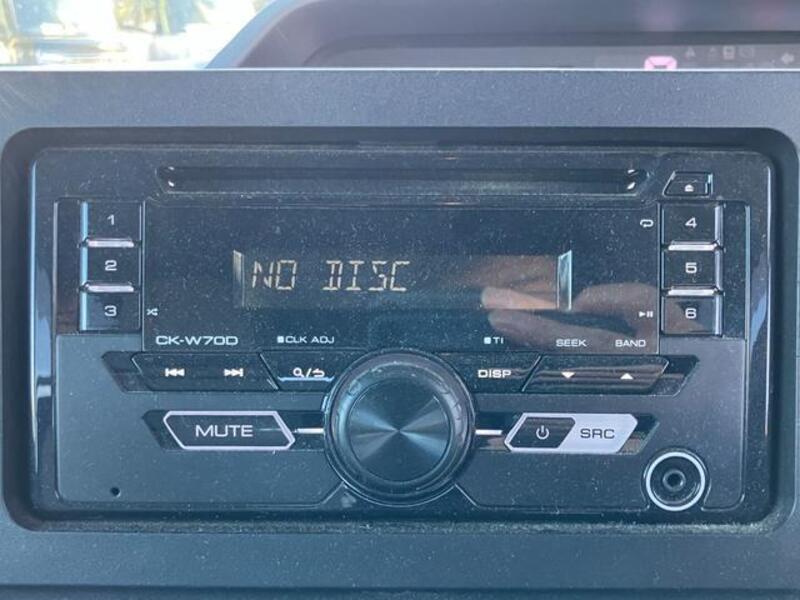 1
4
NO DISC
2
5
3
6
CK-W70D
CLK ADJ
TI
SEEK
BAND
DISP
MUTE
SRC